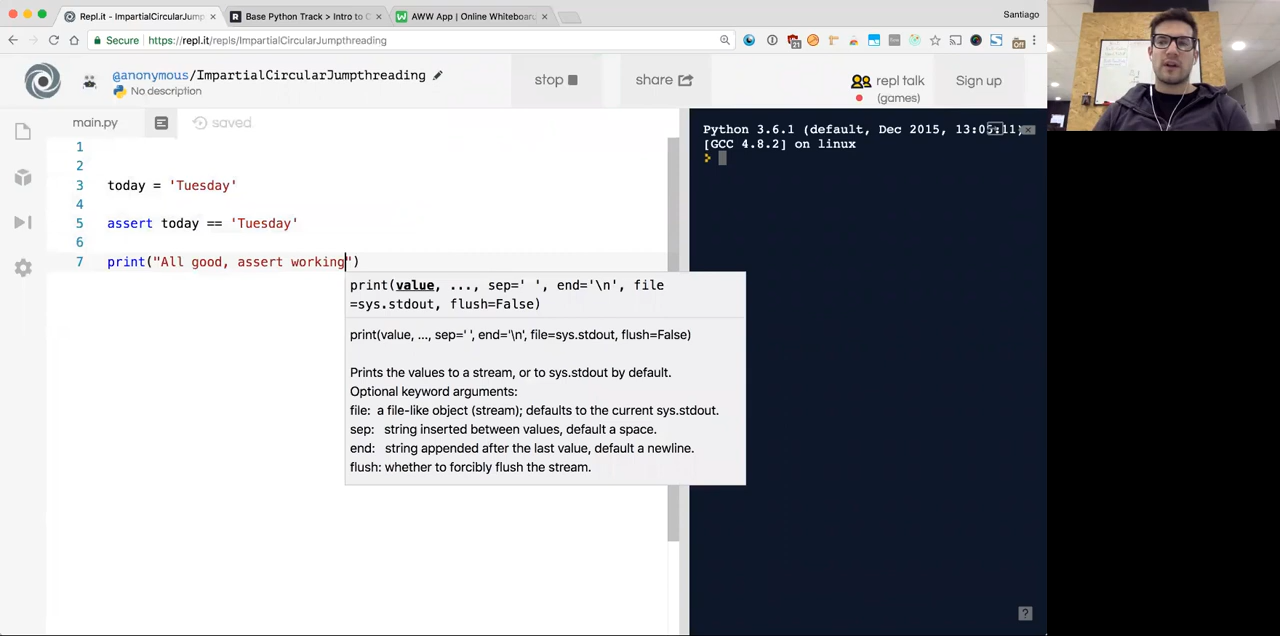 Repl.it - ImpartialCircularJump
Base Python Track > Intro to C
AWW App | Online Whiteboar
Santiago
Secure
https://repl.it/repls/ImpartialCircularJumpthreading
21
Off
@anonymous/ImpartialCircularJumpthreading
No description
stop
share
repl talk
(games)
Sign up
main.py
saved
1
2
3 today = 'Tuesday'
4
5 assert today == 'Tuesday'
6
7 print("All good, assert working")
print(value, ..., sep=' ', end='\n', file
=sys.stdout, flush=False)
print(value, ..., sep=' ', end='\n', file=sys.stdout, flush=False)
Prints the values to a stream, or to sys.stdout by default.
Optional keyword arguments:
file: a file-like object (stream); defaults to the current sys.stdout.
sep: string inserted between values, default a space.
end: string appended after the last value, default a newline.
flush: whether to forcibly flush the stream.
Python 3.6.1 (default, Dec 2015, 13:05:11)
[GCC 4.8.2] on linux
?